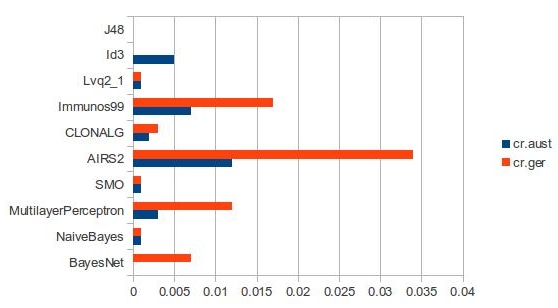 J48
Id3
Lvq2_1
Immunos99
CLONALG
AIRS2
SMO
MultilayerPerceptron
NaiveBayes
BayesNet
0 0.005 0.01 0.015 0.02 0.025 0.03 0.035 0.04
cr.aust
cr.ger